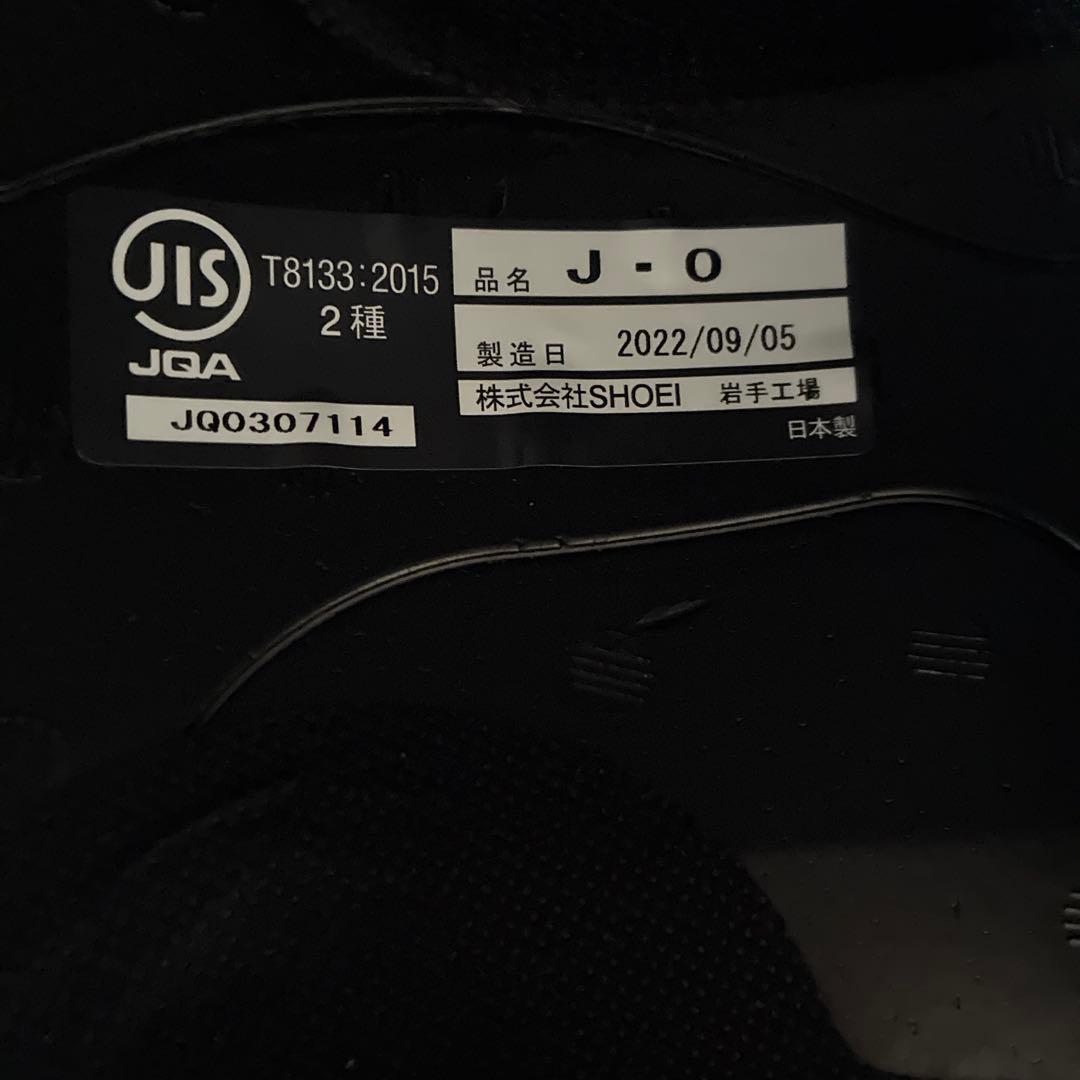 JIS
T8133:2015
2種
JQA
JQ0307114
品名 J - O
製造日 2022/09/05
株式会社SHOEI 岩手工場
日本製